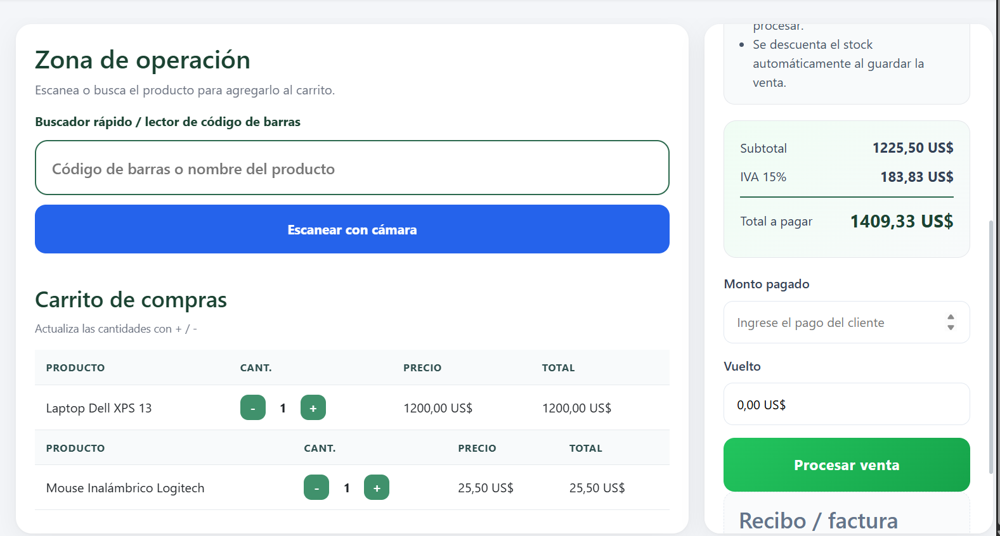 Zona de operación
Escanea o busca el producto para agregarlo al carrito.
Buscador rápido / lector de código de barras
Código de barras o nombre del producto
Escanear con cámara
Carrito de compras
Actualiza las cantidades con + / -
PRODUCTO CANT. PRECIO TOTAL
Laptop Dell XPS 13 - 1 + 1200,00 US$ 1200,00 US$
PRODUCTO CANT. PRECIO TOTAL
Mouse Inalámbrico Logitech - 1 + 25,50 US$ 25,50 US$
procesar.
• Se descuenta el stock
automáticamente al guardar la
venta.
Subtotal 1225,50 US$
IVA 15% 183,83 US$
Total a pagar 1409,33 US$
Monto pagado
Ingrese el pago del cliente
Vuelto
0,00 US$
Procesar venta
Recibo / factura